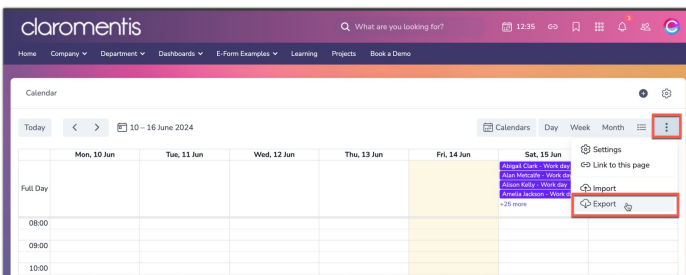 claromentis
What are you looking for?
12:35
1
Home Company Department Dashboards E-Form Examples Learning Projects Book a Demo
Calendar
Today 10 – 16 June 2024 Calendars Day Week Month
Mon, 10 Jun Tue, 11 Jun Wed, 12 Jun Thu, 13 Jun Fri, 14 Jun Sat, 15 Jun
Settings
Link to this page
Import
Export
Full Day
Abigail Clark - Work day
Alan Metcalfe - Work da
Alison Kelly - Work day
Amelia Jackson - Work d
+25 more
08:00
09:00
10:00